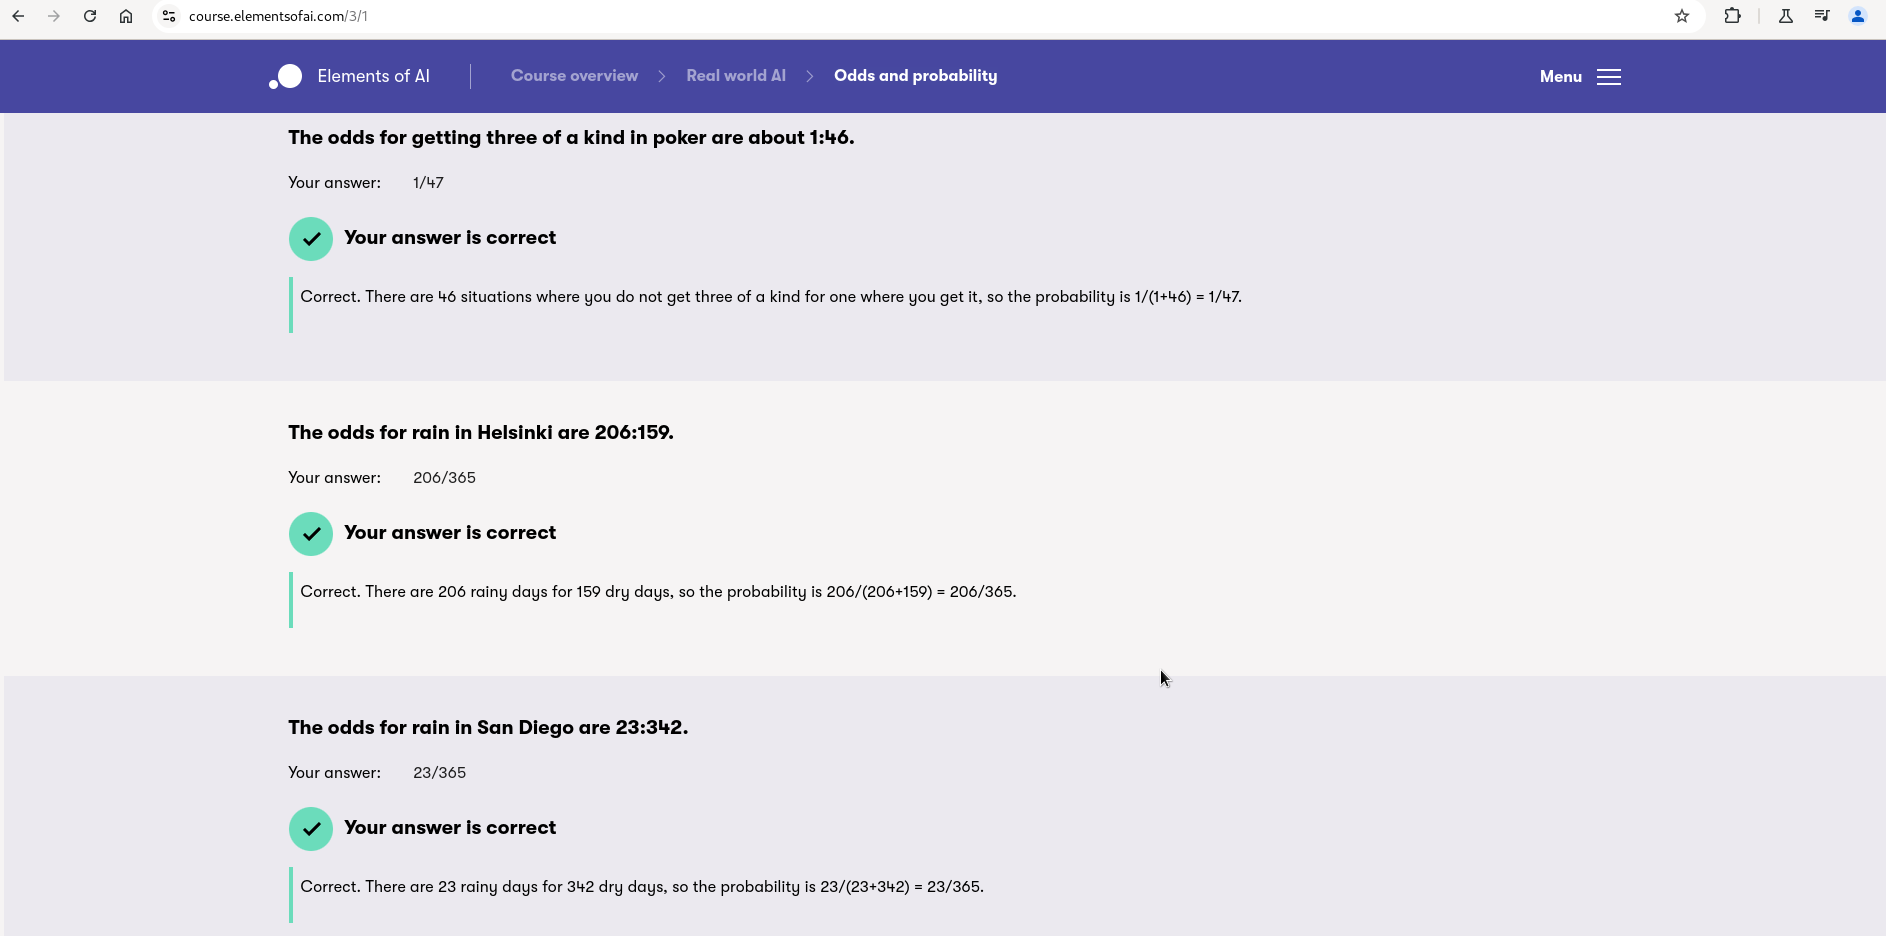 course.elementsofai.com/3/1
Elements of AI
Course overview
Real world AI
Odds and probability
Menu
The odds for getting three of a kind in poker are about 1:46.
Your answer: 1/47
Your answer is correct
Correct. There are 46 situations where you do not get three of a kind for one where you get it, so the probability is 1/(1+46) = 1/47.
The odds for rain in Helsinki are 206:159.
Your answer: 206/365
Your answer is correct
Correct. There are 206 rainy days for 159 dry days, so the probability is 206/(206+159) = 206/365.
The odds for rain in San Diego are 23:342.
Your answer: 23/365
Your answer is correct
Correct. There are 23 rainy days for 342 dry days, so the probability is 23/(23+342) = 23/365.